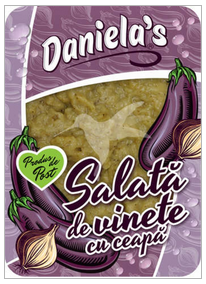 Daniela's
Produs de
Post
Salată
de vinete
cu ceapă